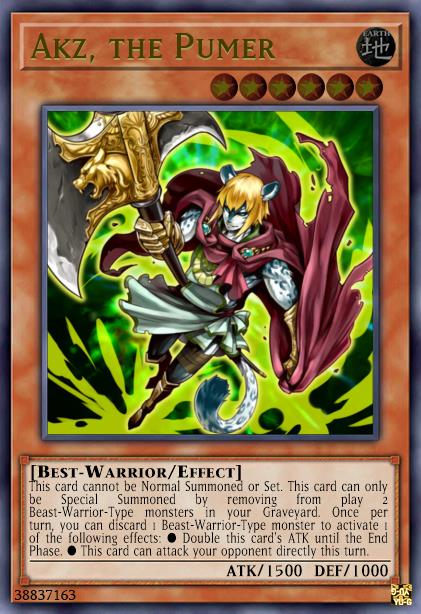 AKZ, THE PUMER
EARTH
地
[BEST-WARRIOR/EFFECT]
This card cannot be Normal Summoned or Set. This card can only
be Special Summoned by removing from play 2
Beast-Warrior-Type monsters in your Graveyard. Once per
turn, you can discard 1 Beast-Warrior-Type monster to activate 1
of the following effects: ● Double this card's ATK until the End
Phase. ● This card can attack your opponent directly this turn.
ATK/1500 DEF/1000
38837163